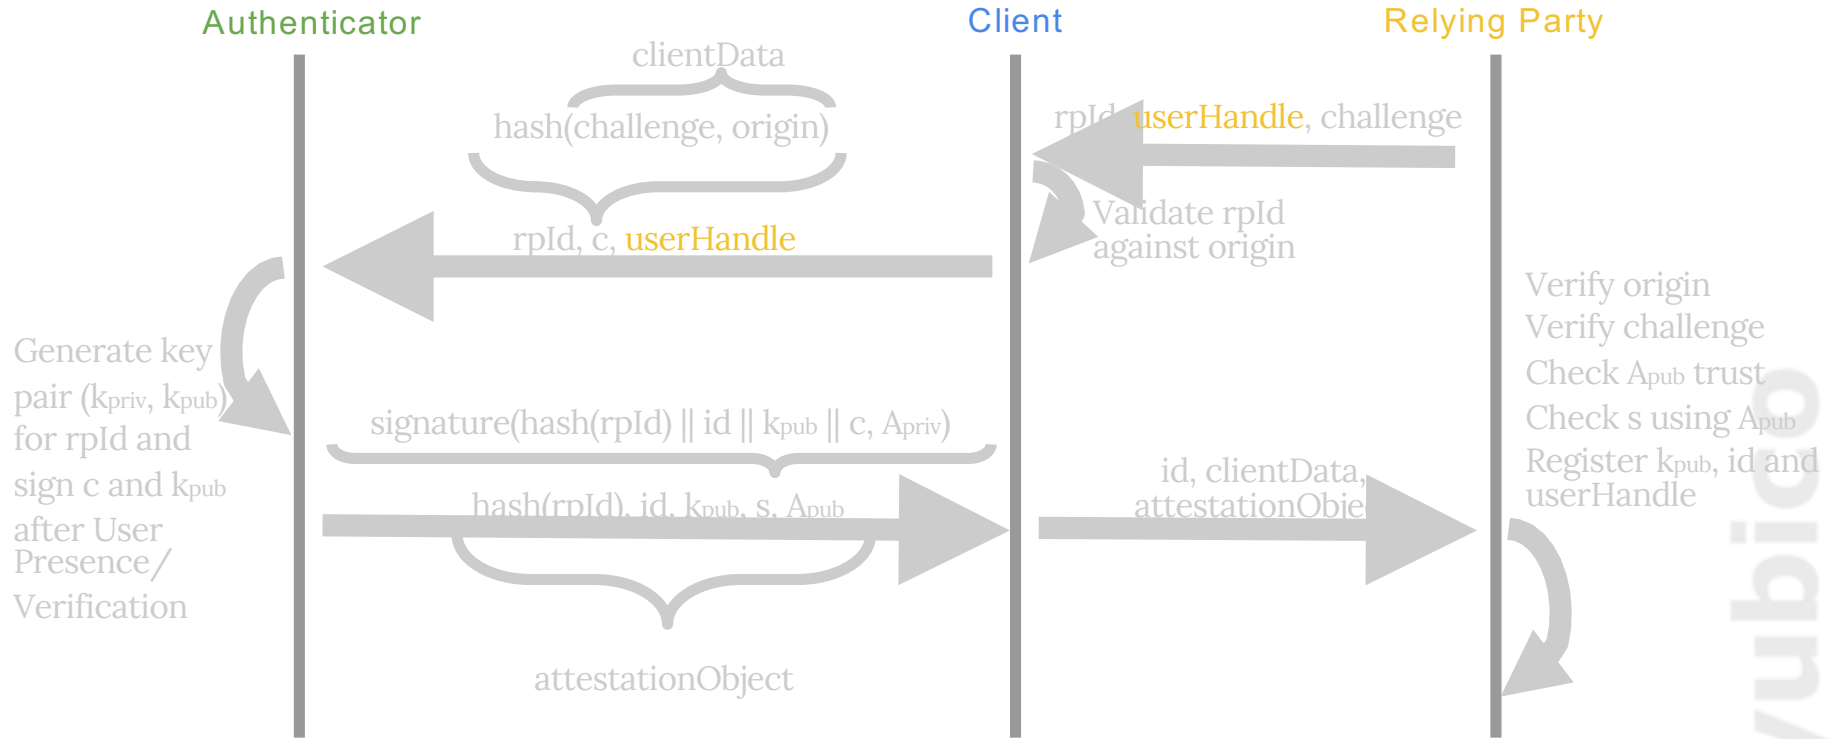 Authenticator
Client
Relying Party
clientData
hash(challenge, origin)
rpId, userHandle, challenge
Validate rpId
against origin
rpId, c, userHandle
Generate key
pair (kpriv, kpub)
for rpId and
sign c and kpub
after User
Presence/
Verification
signature(hash(rpId) || id || kpub || c, Apriv)
hash(rpId), id, kpub, s, Apub
attestationObject
id, clientData,
attestationObject
Verify origin
Verify challenge
Check Apub trust
Check s using Apub
Register kpub, id and
userHandle
yubico